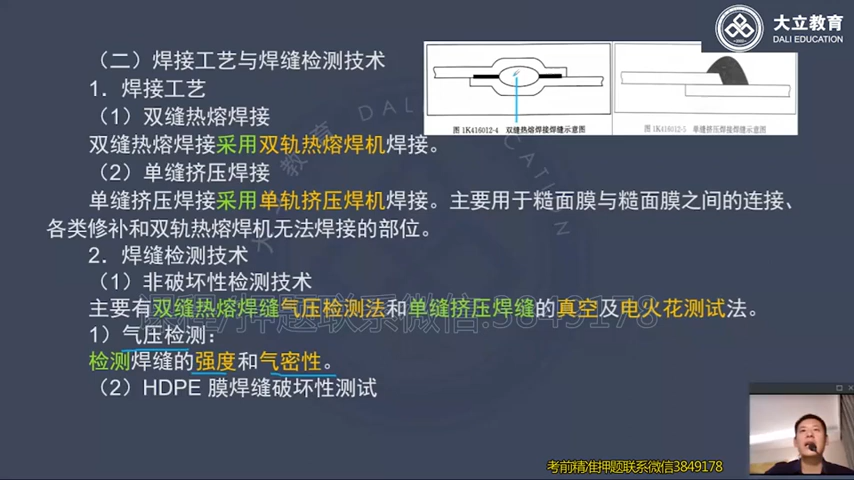 大立教育
DALI EDUCATION
（二）焊接工艺与焊缝检测技术
1．焊接工艺
（1）双缝热熔焊接
图 1K416012-4 双缝热熔焊接焊缝示意图
图1K416012-5 单缝挤压焊接焊缝示意图
双缝热熔焊接采用双轨热熔焊机焊接。
（2）单缝挤压焊接
单缝挤压焊接采用单轨挤压焊机焊接。主要用于糙面膜与糙面膜之间的连接、
各类修补和双轨热熔焊机无法焊接的部位。
2．焊缝检测技术
（1）非破坏性检测技术
主要有双缝热熔焊缝气压检测法和单缝挤压焊缝的真空及电火花测试法。
1）气压检测：
检测焊缝的强度和气密性。
（2）HDPE 膜焊缝破坏性测试
考前精准押题联系微信3849178